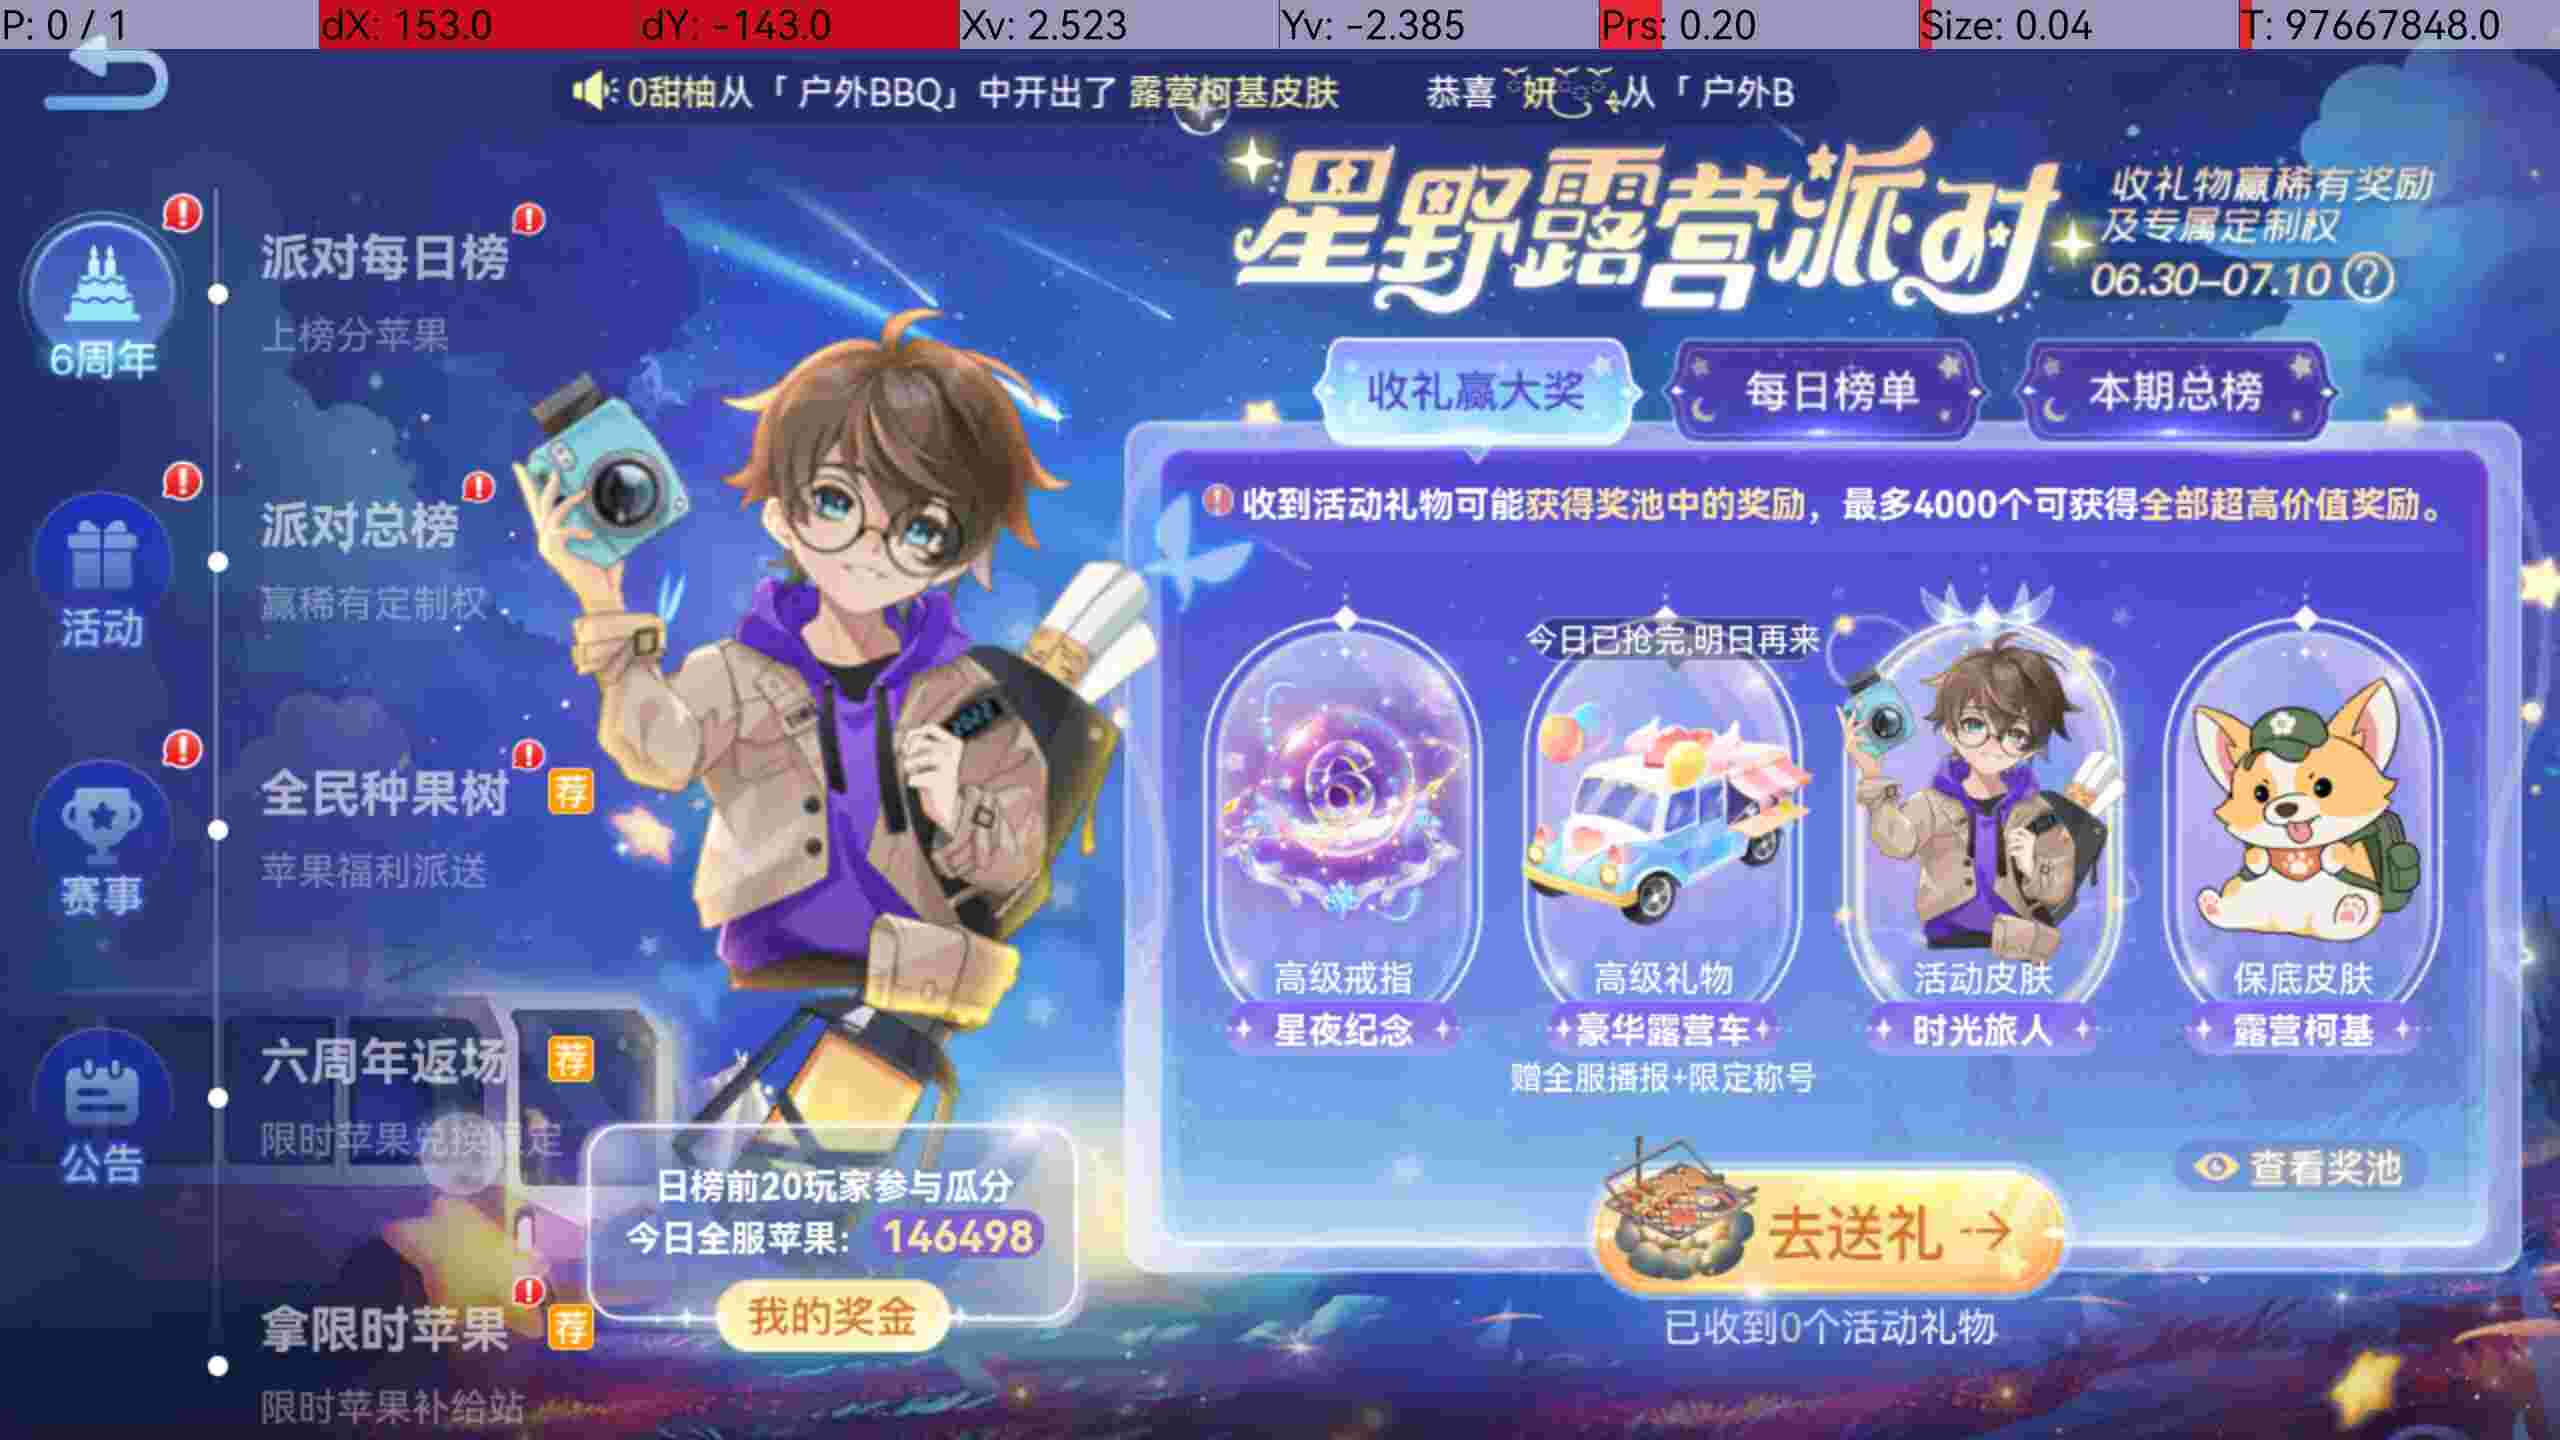 P: 0 / 1
dX: 153.0
dY: -143.0
Xv: 2.523
Yv: -2.385
Prs: 0.20
Size: 0.04
T: 97667848.0
0甜柚从「 户外BBQ」中开出了 露营柯基皮肤
恭喜 妍 从「 户外B
星野露营派对
收礼物赢稀有奖励
及专属定制权
06.30-07.10
?
6周年
活动
赛事
公告
派对每日榜
上榜分苹果
派对总榜
赢稀有定制权
全民种果树
荐
苹果福利派送
六周年返场
荐
限时苹果兑换限定
拿限时苹果
荐
限时苹果补给站
收礼赢大奖
每日榜单
本期总榜
收到活动礼物可能获得奖池中的奖励，最多4000个可获得全部超高价值奖励。
6
高级戒指
星夜纪念
今日已抢完,明日再来
高级礼物
豪华露营车
赠全服播报+限定称号
活动皮肤
时光旅人
保底皮肤
露营柯基
日榜前20玩家参与瓜分
今日全服苹果： 146498
我的奖金
查看奖池
去送礼
已收到0个活动礼物